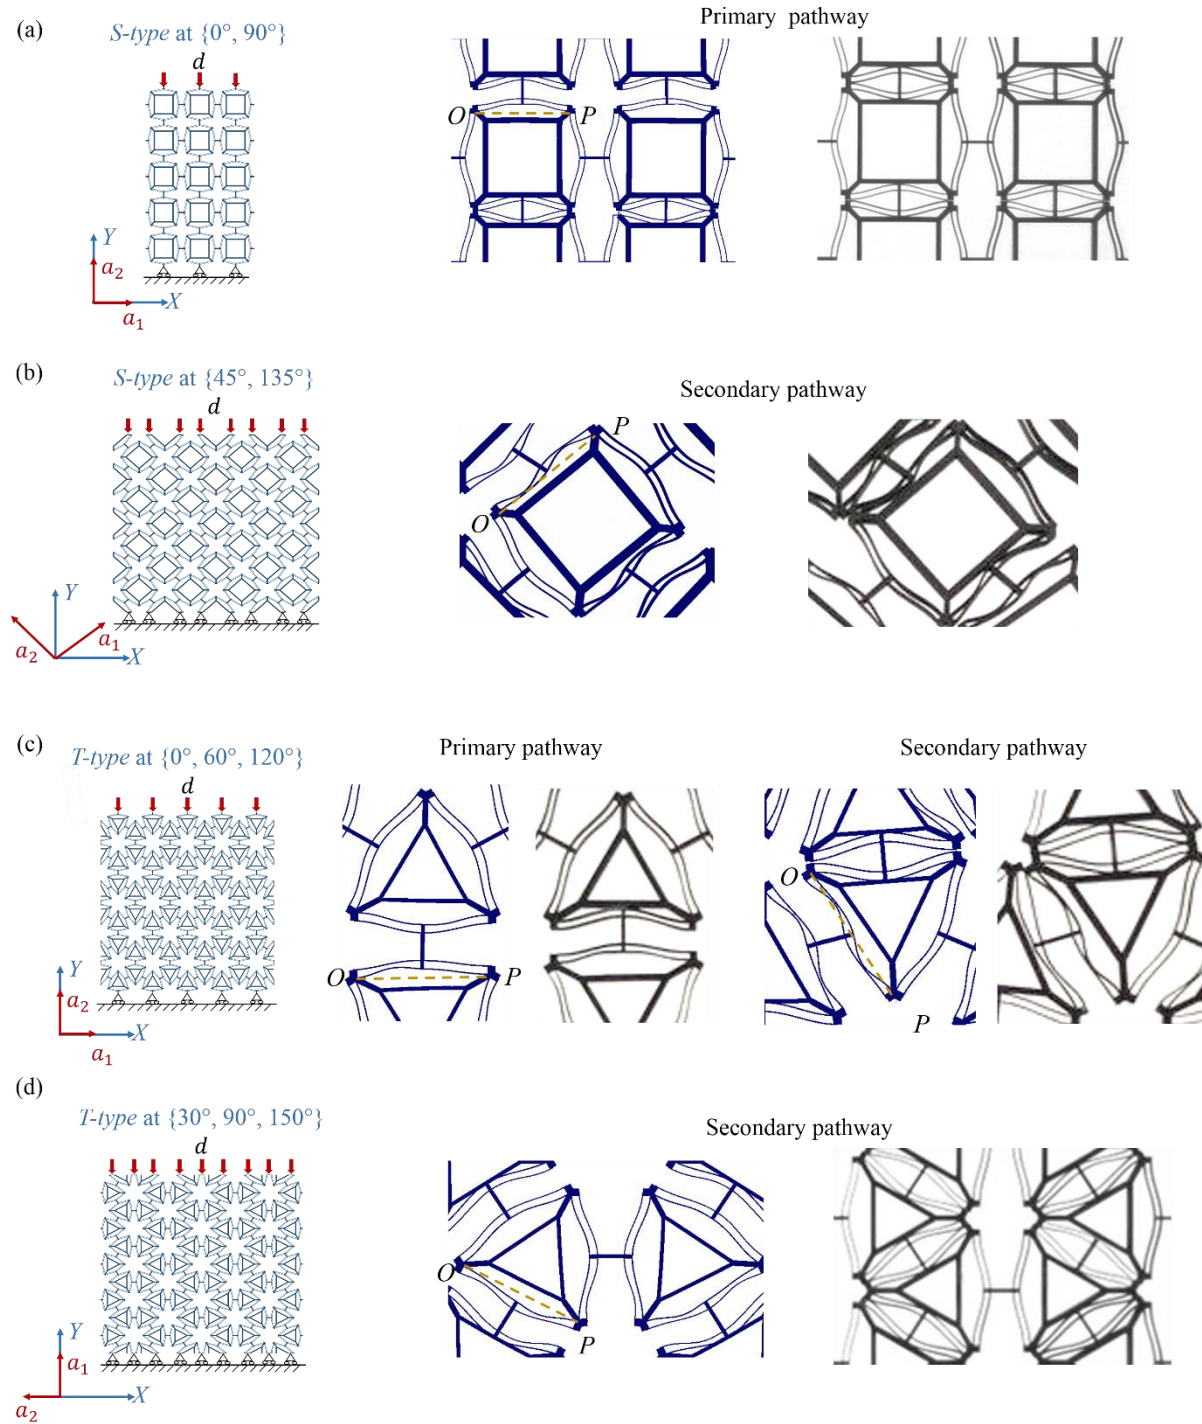 (a)
S-type at {0°, 90°}
d
Primary pathway
O
P
Y
a₂
X
a₁
(b)
S-type at {45°, 135°}
d
Secondary pathway
P
O
Y
a₁
a₂
X
(c)
T-type at {0°, 60°, 120°}
d
Primary pathway
Secondary pathway
O
P
O
P
Y
a₂
X
a₁
(d)
T-type at {30°, 90°, 150°}
d
Secondary pathway
O
P
Y
a₁
X
a₂